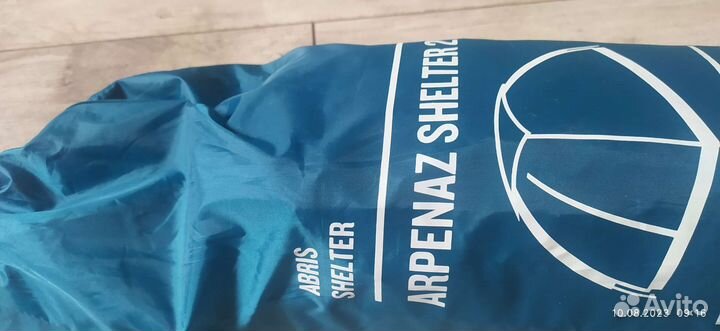 ABRIS
SHELTER
ARPENAZ SHELTER 2
10.08.2023 09:16
Avito